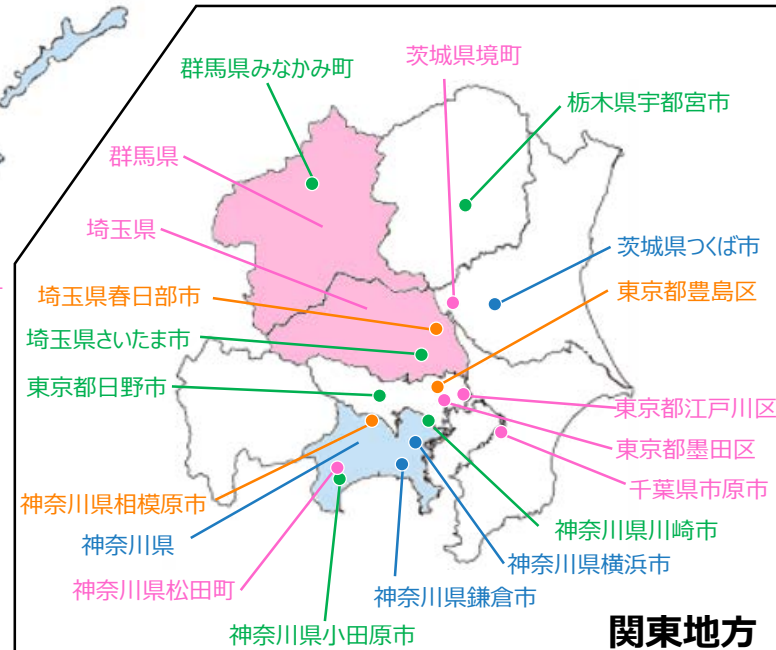 茨城県境町
群馬県みなかみ町
栃木県宇都宮市
群馬県
埼玉県
茨城県つくば市
埼玉県春日部市
東京都豊島区
埼玉県さいたま市
東京都日野市
東京都江戸川区
東京都墨田区
千葉県市原市
神奈川県相模原市
神奈川県川崎市
神奈川県
神奈川県横浜市
神奈川県松田町
神奈川県鎌倉市
神奈川県小田原市
関東地方